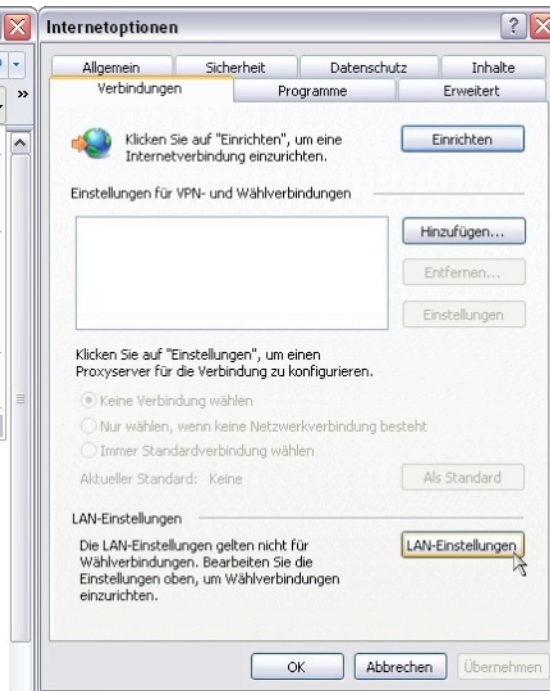 Internetoptionen
Allgemein Sicherheit Datenschutz Inhalte
Verbindungen Programme Erweitert
Klicken Sie auf "Einrichten", um eine
Internetverbindung einzurichten.
Einrichten
Einstellungen für VPN- und Wählverbindungen
Hinzufügen...
Entfernen...
Einstellungen
Klicken Sie auf "Einstellungen", um einen
Proxyserver für die Verbindung zu konfigurieren.
Keine Verbindung wählen
Nur wählen, wenn keine Netzwerkverbindung besteht
Immer Standardverbindung wählen
Aktueller Standard: Keine
Als Standard
LAN-Einstellungen
Die LAN-Einstellungen gelten nicht für
Wählverbindungen. Bearbeiten Sie die
Einstellungen oben, um Wählverbindungen
einzurichten.
LAN-Einstellungen
OK Abbrechen Übernehmen